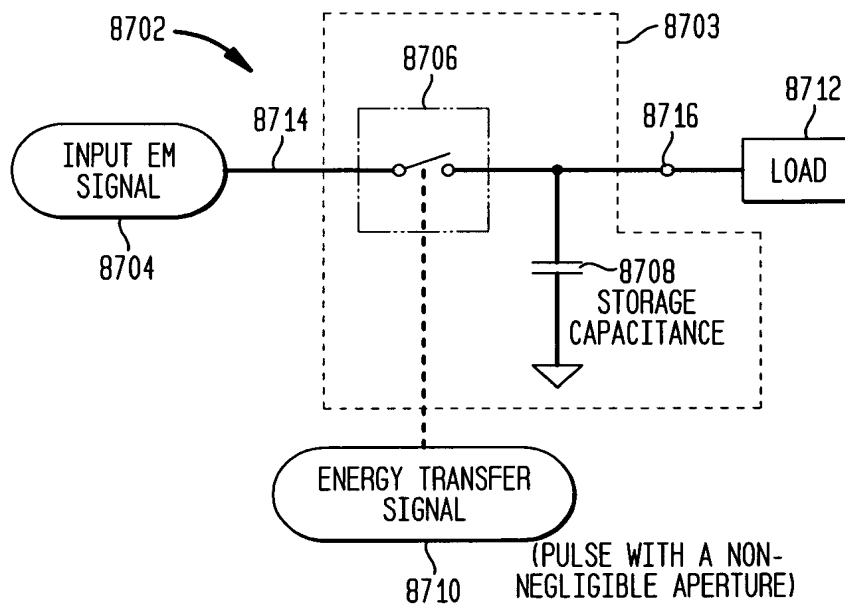 8702
8703
8706
8712
8714
8716
INPUT EM
SIGNAL
LOAD
8704
8708
STORAGE
CAPACITANCE
ENERGY TRANSFER
SIGNAL
8710
(PULSE WITH A NON-
NEGLIGIBLE APERTURE)